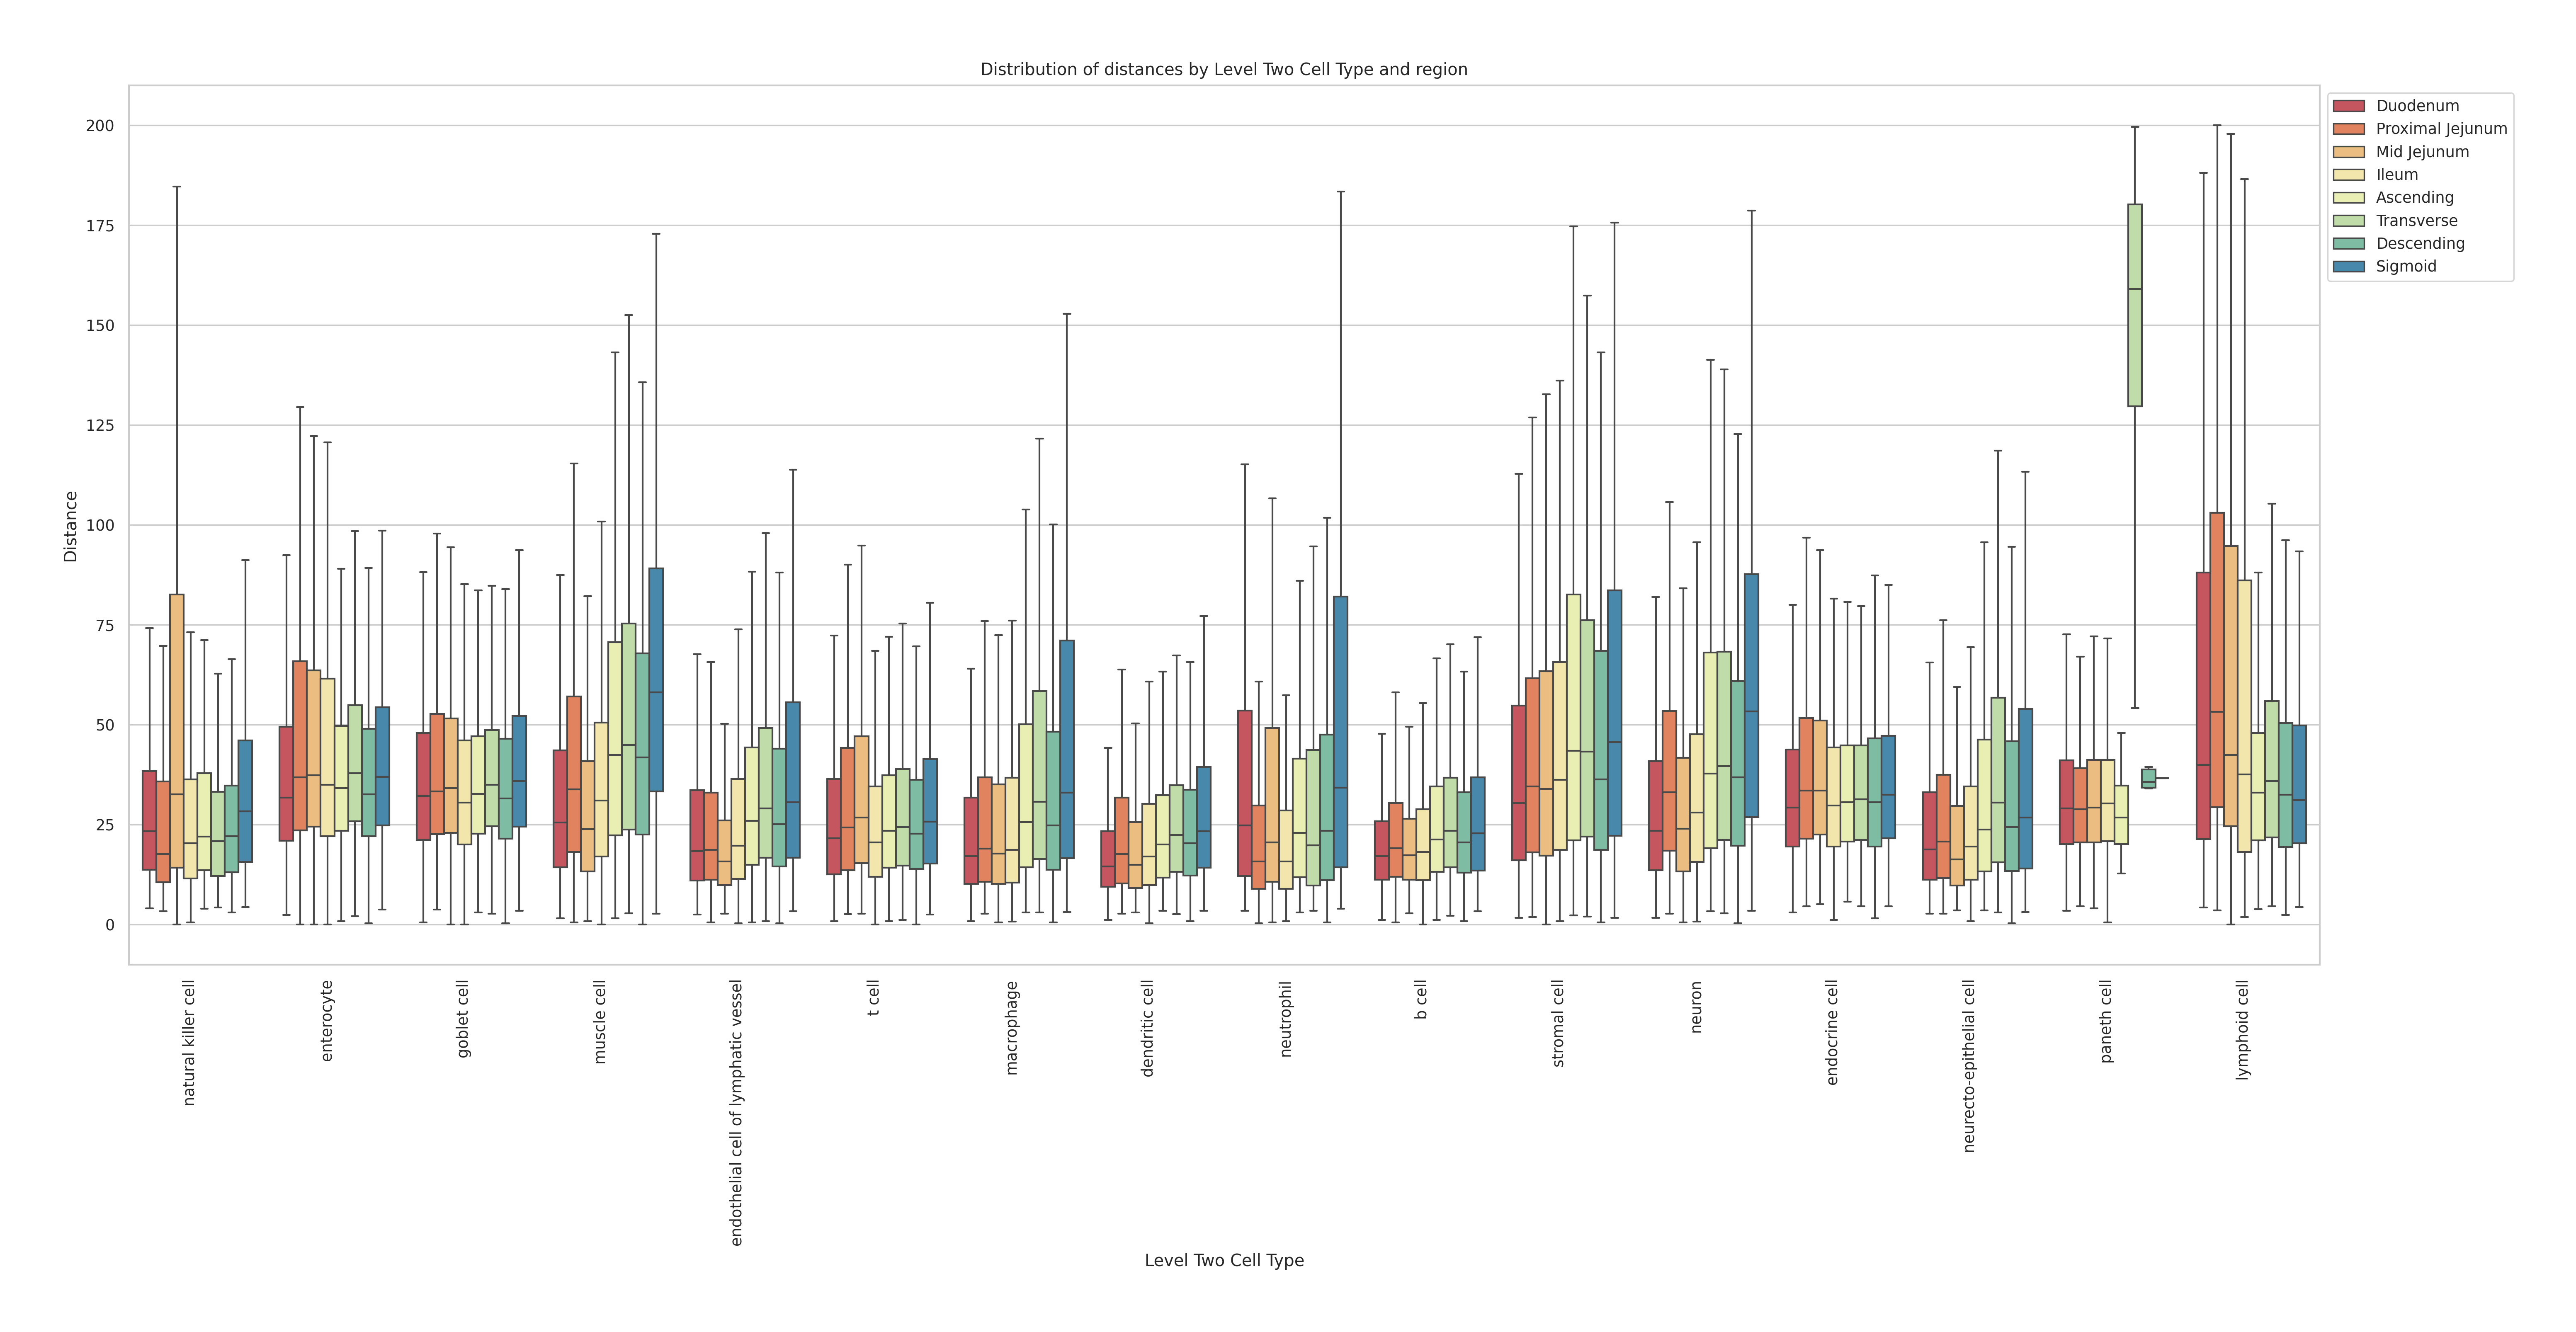 Distribution of distances by Level Two Cell Type and region
Duodenum
Proximal Jejunum
Mid Jejunum
Ileum
Ascending
Transverse
Descending
Sigmoid
Distance
200
175
150
125
100
75
50
25
0
natural killer cell
enterocyte
goblet cell
muscle cell
endothelial cell of lymphatic vessel
t cell
macrophage
dendritic cell
neutrophil
b cell
stromal cell
neuron
endocrine cell
neurecto-epithelial cell
paneth cell
lymphoid cell
Level Two Cell Type